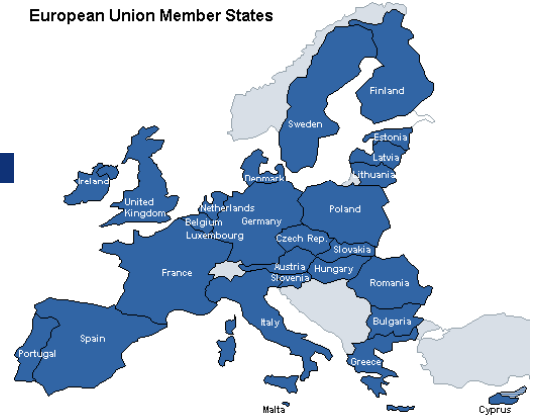 European Union Member States
Finland
Sweden
Estonia
Latvia
Lithuania
Denmark
Ireland
United
Kingdom
Netherlands
Poland
Belgium
Germany
Luxembourg
Czech Rep.
Slovakia
France
Austria
Hungary
Slovenia
Romania
Italy
Bulgaria
Spain
Portugal
Greece
Malta
Cyprus